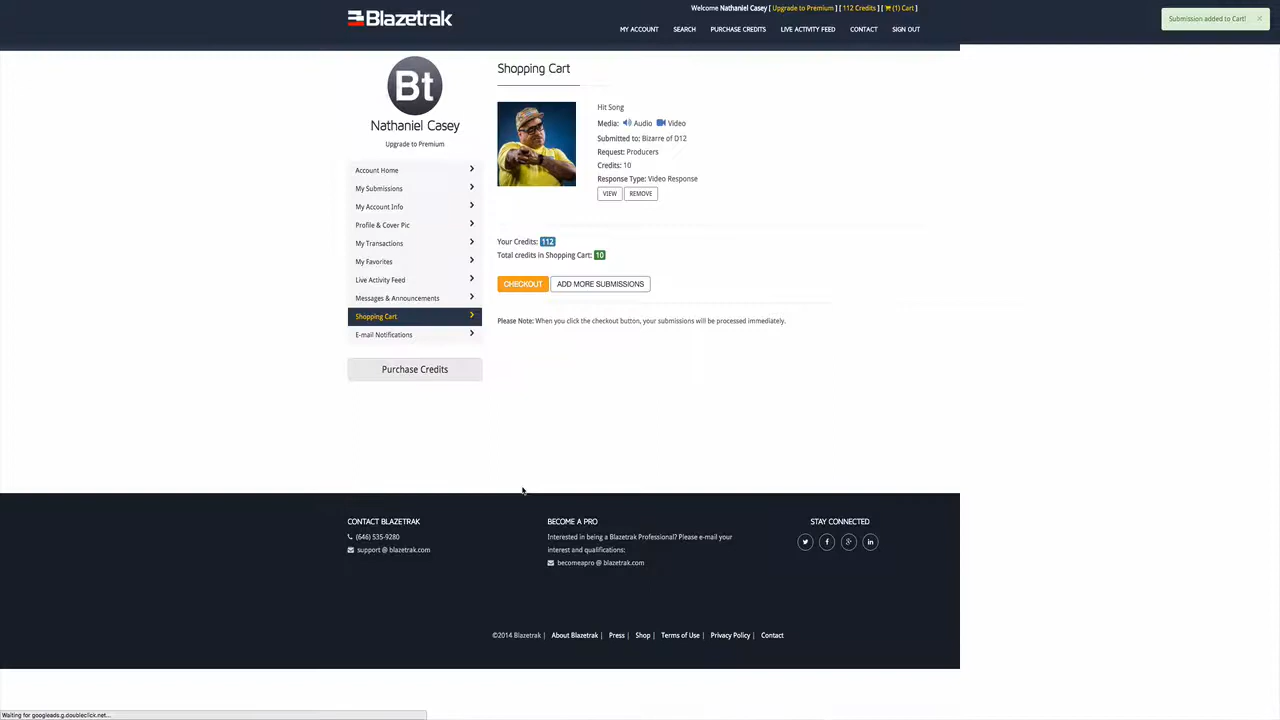 Blazetrak
Welcome Nathaniel Casey [ Upgrade to Premium ] [ 112 Credits ] [ (1) Cart ]
MY ACCOUNT SEARCH PURCHASE CREDITS LIVE ACTIVITY FEED CONTACT SIGN OUT
Submission added to Cart! ×
Bt
Nathaniel Casey
Upgrade to Premium
Account Home
My Submissions
My Account Info
Profile & Cover Pic
My Transactions
My Favorites
Live Activity Feed
Messages & Announcements
Shopping Cart
E-mail Notifications
Purchase Credits
Shopping Cart
Hit Song
Media: Audio Video
Submitted to: Bizarre of D12
Request: Producers
Credits: 10
Response Type: Video Response
VIEW REMOVE
Your Credits: 112
Total credits in Shopping Cart: 10
CHECKOUT ADD MORE SUBMISSIONS
Please Note: When you click the checkout button, your submissions will be processed immediately.
CONTACT BLAZETRAK
(646) 535-9280
support @ blazetrak.com
BECOME A PRO
Interested in being a Blazetrak Professional? Please e-mail your
interest and qualifications:
becomeapro @ blazetrak.com
STAY CONNECTED
©2014 Blazetrak | About Blazetrak | Press | Shop | Terms of Use | Privacy Policy | Contact
Waiting for googleads.g.doubleclick.net...